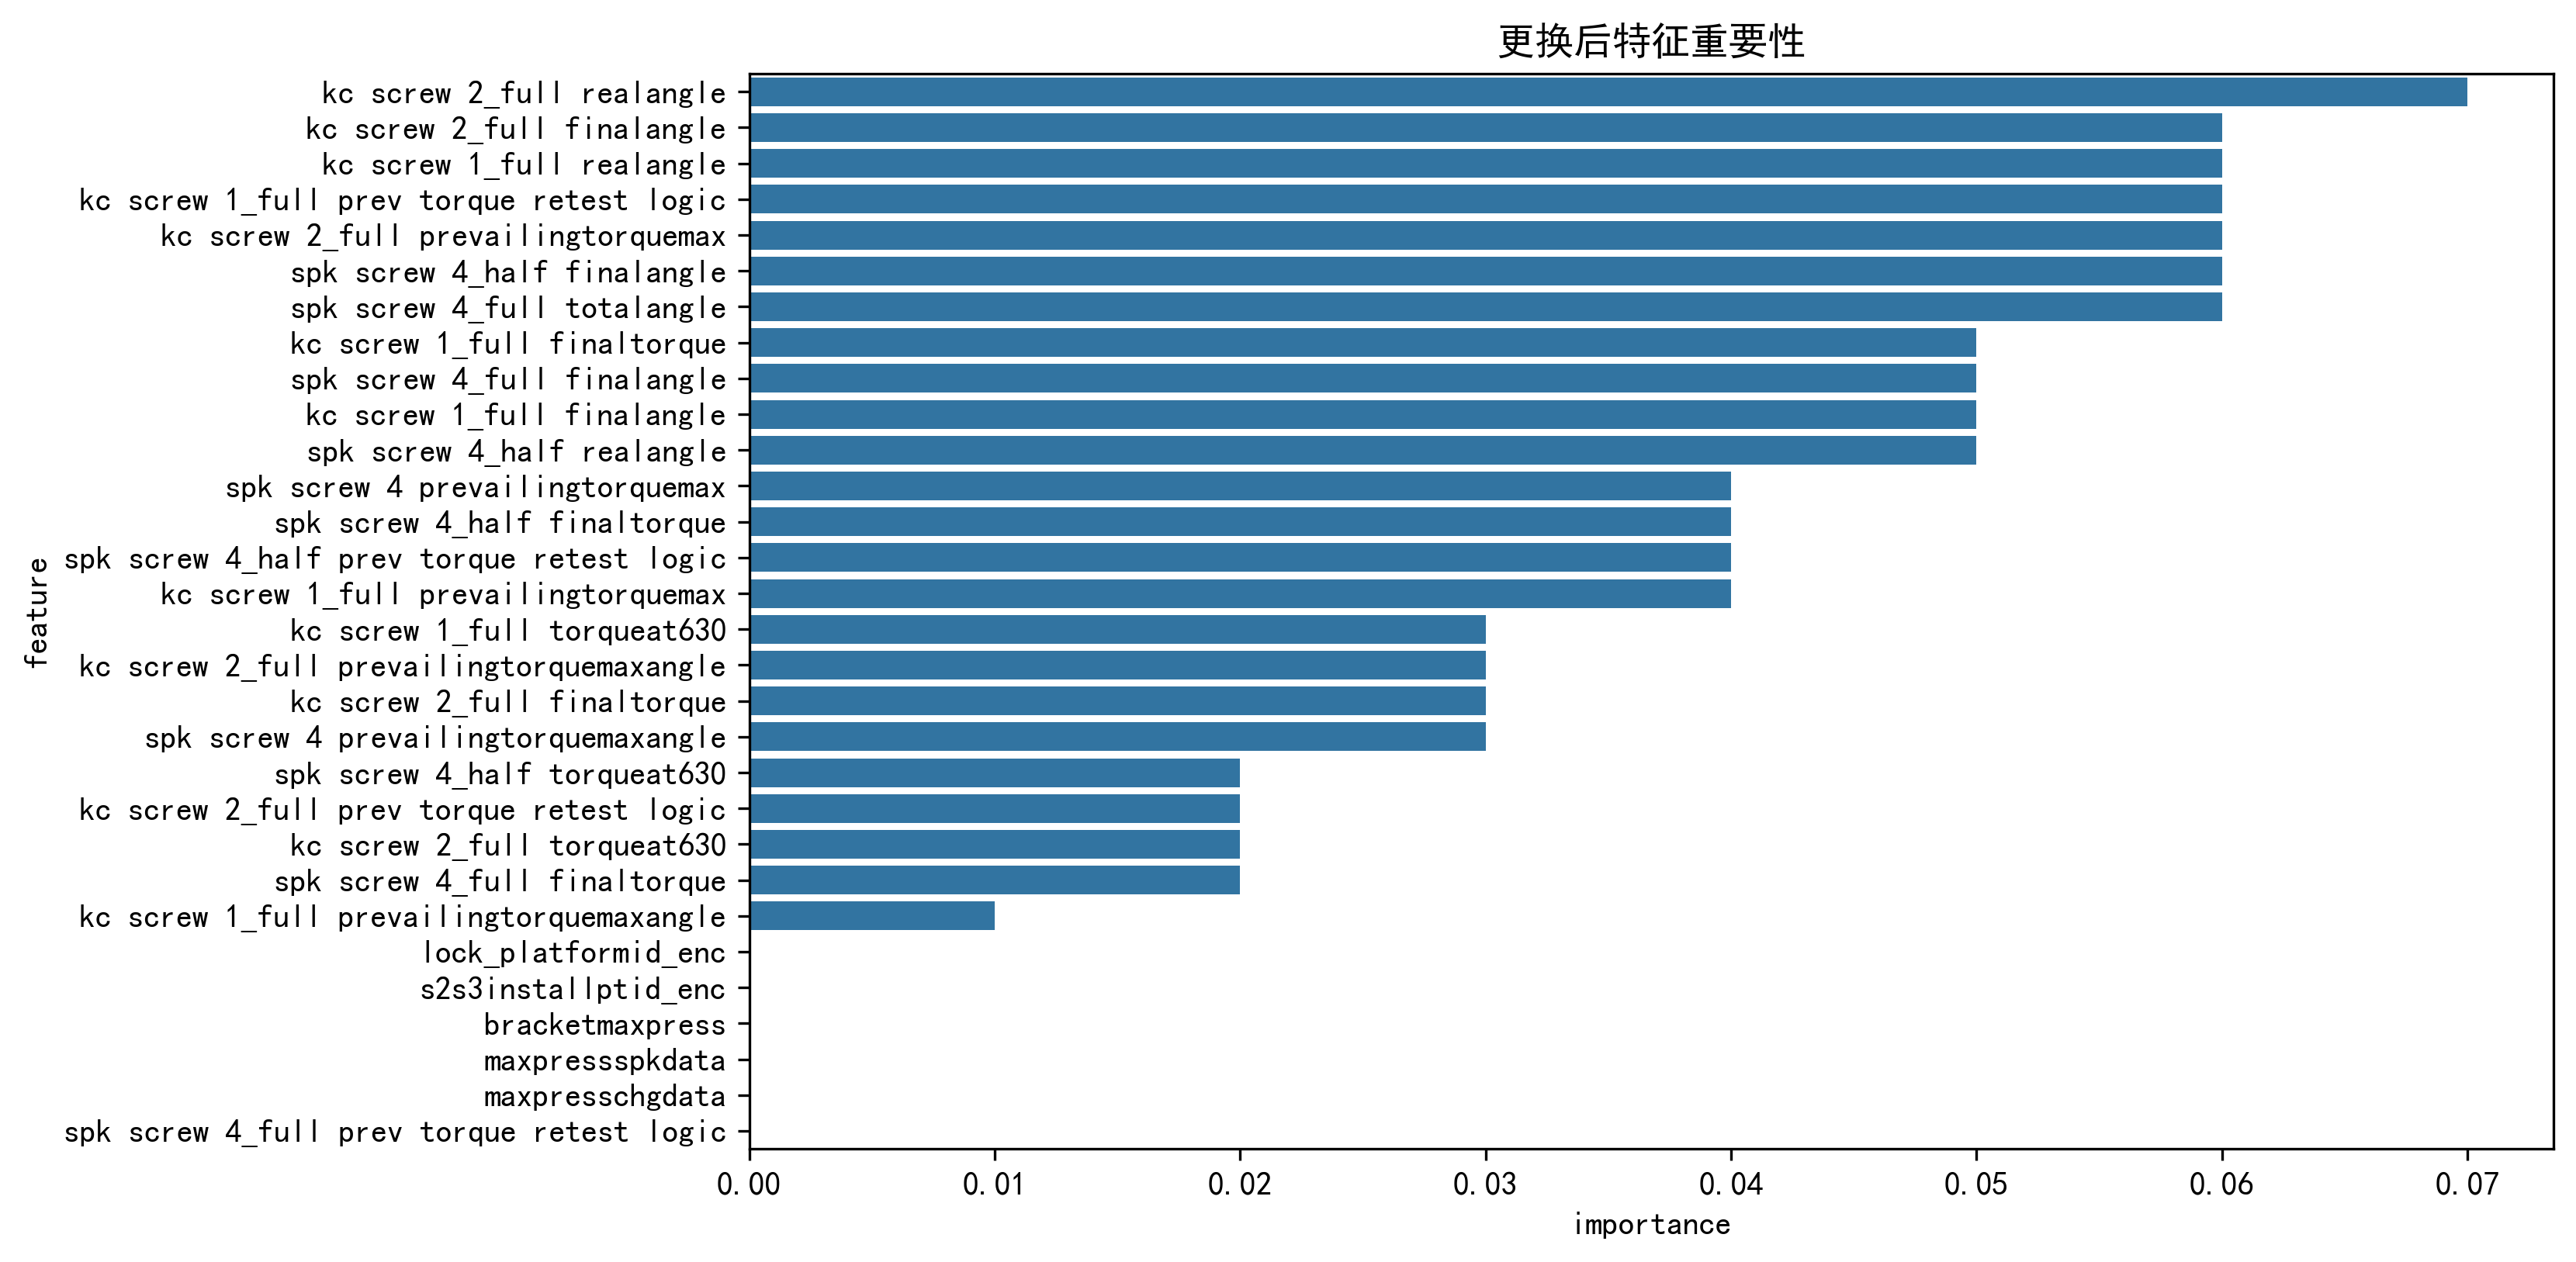 更换后特征重要性
kc screw 2_full realangle
kc screw 2_full finalangle
kc screw 1_full realangle
kc screw 1_full prev torque retest logic
kc screw 2_full prevailingtorquemax
spk screw 4_half finalangle
spk screw 4_full totalangle
kc screw 1_full finaltorque
spk screw 4_full finalangle
kc screw 1_full finalangle
spk screw 4_half realangle
spk screw 4 prevailingtorquemax
spk screw 4_half finaltorque
spk screw 4_half prev torque retest logic
kc screw 1_full prevailingtorquemax
kc screw 1_full torqueat630
kc screw 2_full prevailingtorquemaxangle
kc screw 2_full finaltorque
spk screw 4 prevailingtorquemaxangle
spk screw 4_half torqueat630
kc screw 2_full prev torque retest logic
kc screw 2_full torqueat630
spk screw 4_full finaltorque
kc screw 1_full prevailingtorquemaxangle
lock_platformid_enc
s2s3installptid_enc
bracketmaxpress
maxpressspkdata
maxpresschgdata
spk screw 4_full prev torque retest logic
feature
0.00 0.01 0.02 0.03 0.04 0.05 0.06 0.07
importance